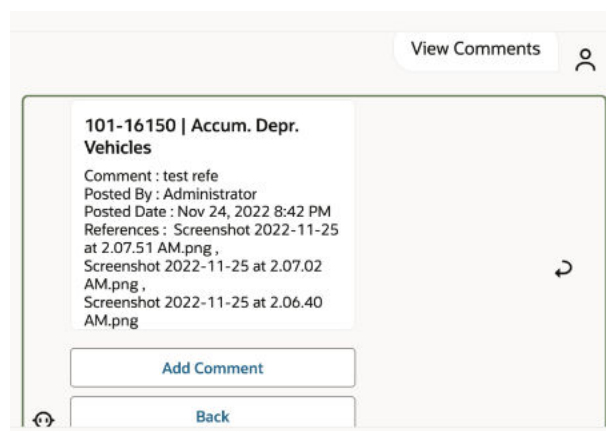 View Comments
101-16150 | Accum. Depr.
Vehicles
Comment : test refe
Posted By : Administrator
Posted Date : Nov 24, 2022 8:42 PM
References :  Screenshot 2022-11-25
at 2.07.51 AM.png ,
Screenshot 2022-11-25 at 2.07.02
AM.png ,
Screenshot 2022-11-25 at 2.06.40
AM.png
Add Comment
Back